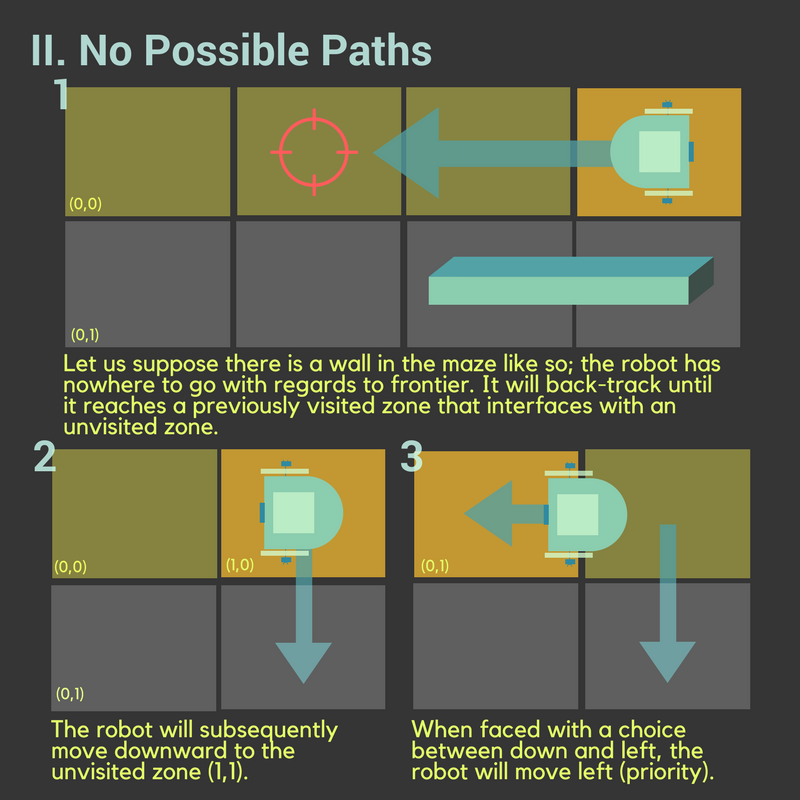 II. No Possible Paths
1
(0,0)
(0,1)
Let us suppose there is a wall in the maze like so; the robot has
nowhere to go with regards to frontier. It will back-track until
it reaches a previously visited zone that interfaces with an
unvisited zone.
2
(0,0)
(1,0)
(0,1)
The robot will subsequently
move downward to the
unvisited zone (1,1).
3
(0,1)
When faced with a choice
between down and left, the
robot will move left (priority).